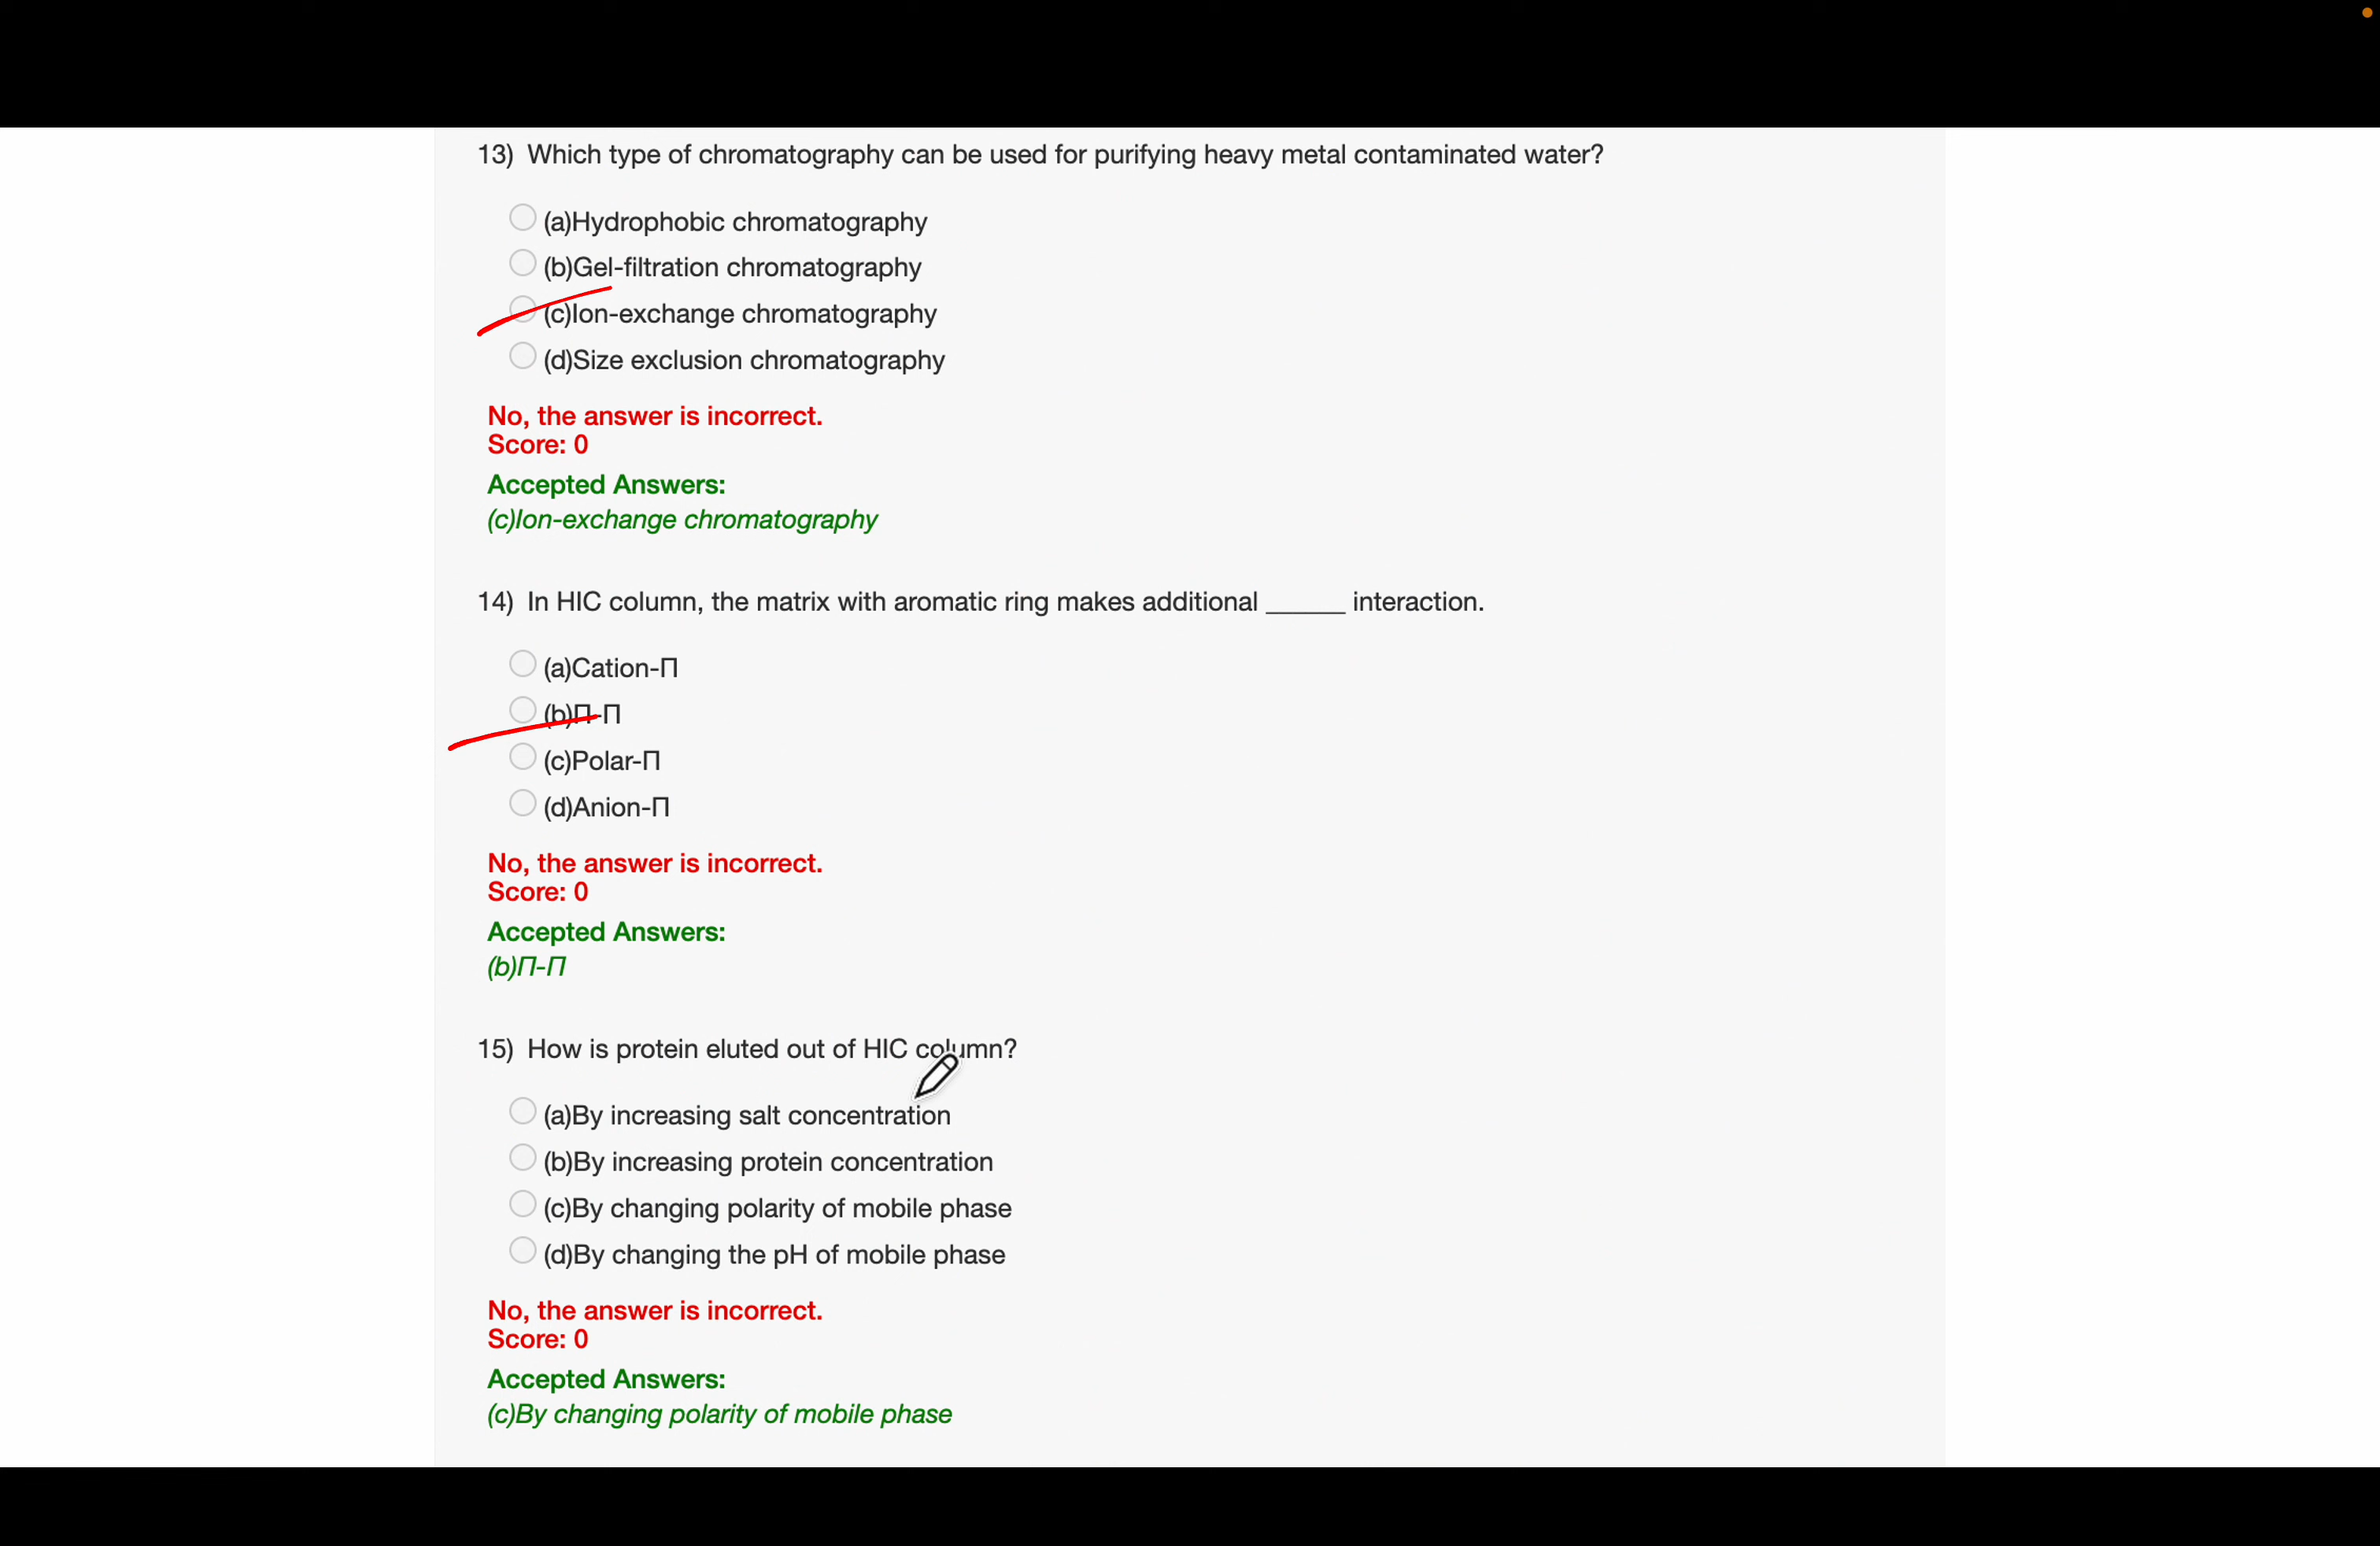 13) Which type of chromatography can be used for purifying heavy metal contaminated water?
(a)Hydrophobic chromatography
(b)Gel-filtration chromatography
(c)Ion-exchange chromatography
(d)Size exclusion chromatography
No, the answer is incorrect.
Score: 0
Accepted Answers:
(c)Ion-exchange chromatography
14) In HIC column, the matrix with aromatic ring makes additional ______ interaction.
(a)Cation-Π
(b)Π-Π
(c)Polar-Π
(d)Anion-Π
No, the answer is incorrect.
Score: 0
Accepted Answers:
(b)Π-Π
15) How is protein eluted out of HIC column?
(a)By increasing salt concentration
(b)By increasing protein concentration
(c)By changing polarity of mobile phase
(d)By changing the pH of mobile phase
No, the answer is incorrect.
Score: 0
Accepted Answers:
(c)By changing polarity of mobile phase